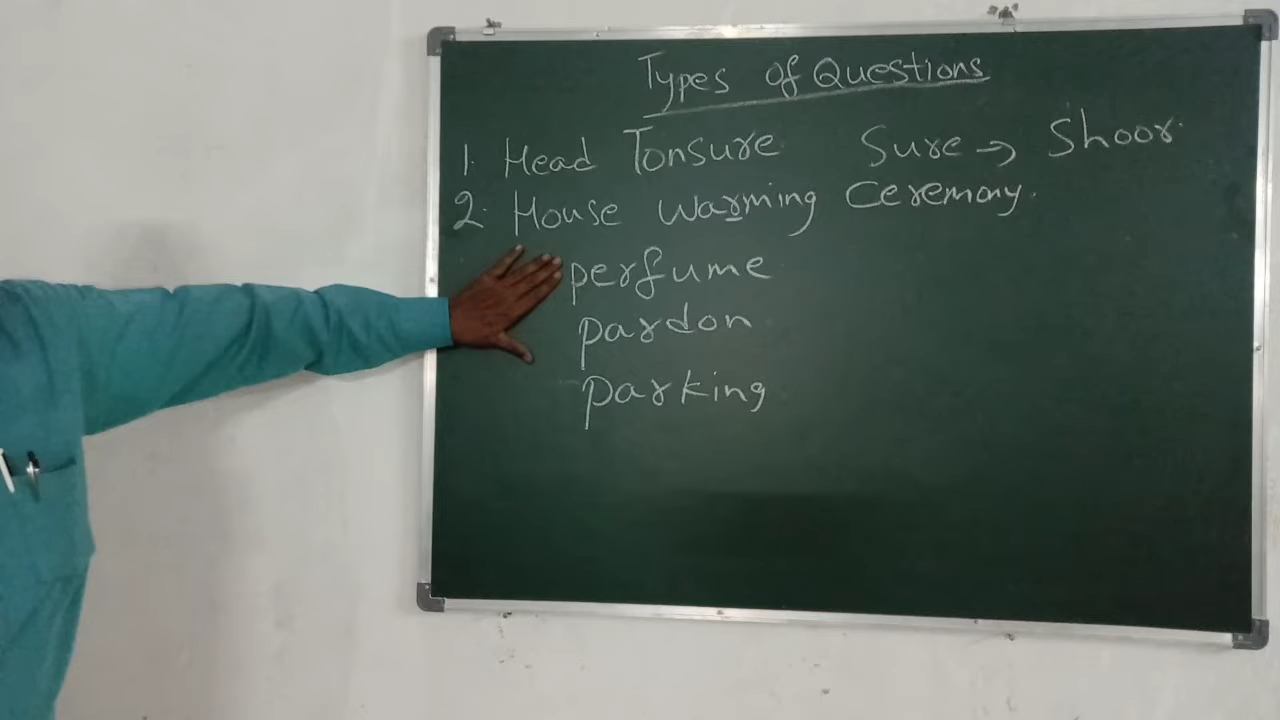 Types of Questions
1. Head Tonsure Sure → Shoor.
2. House warming Ceremony.
perfume
pardon
parking